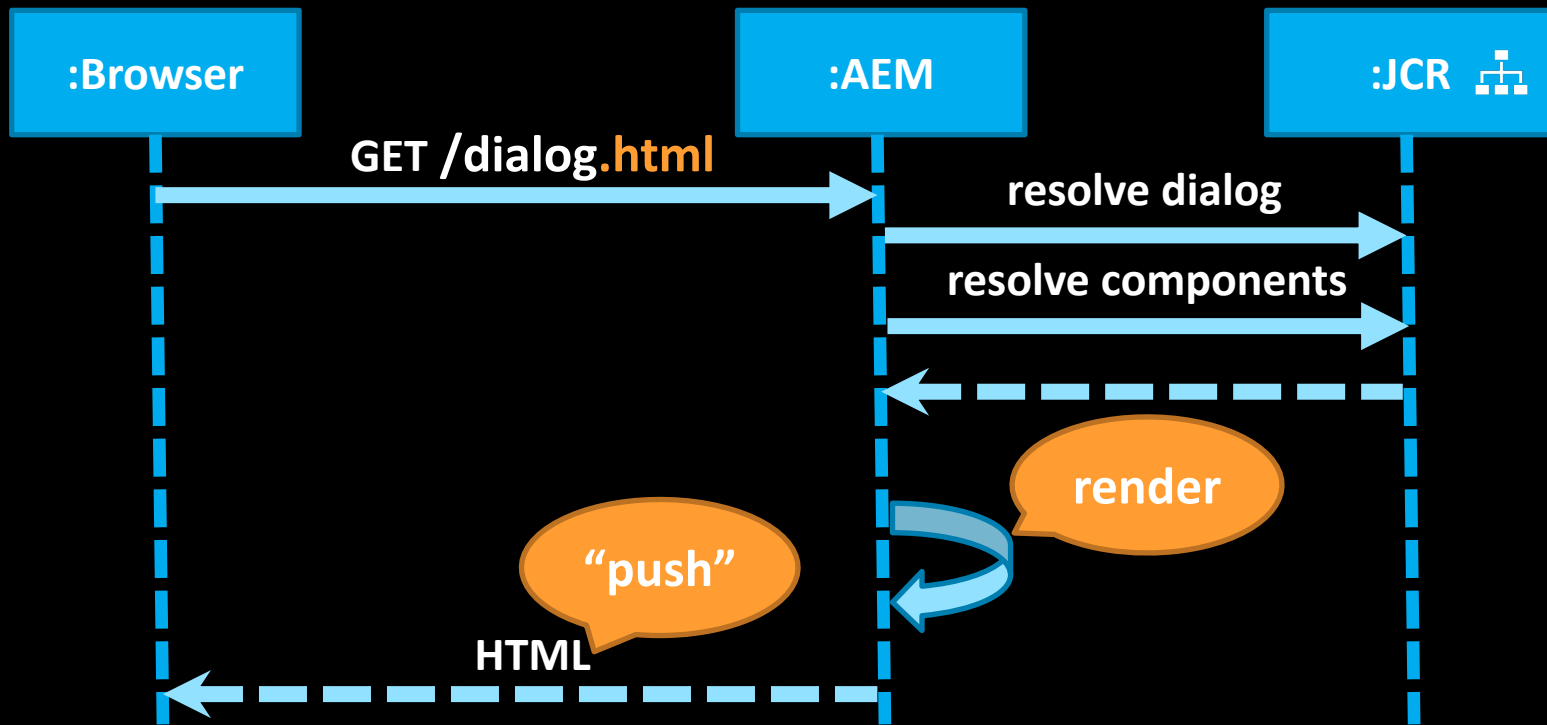 :Browser
:AEM
:JCR
GET /dialog.html
resolve dialog
resolve components
render
“push”
HTML